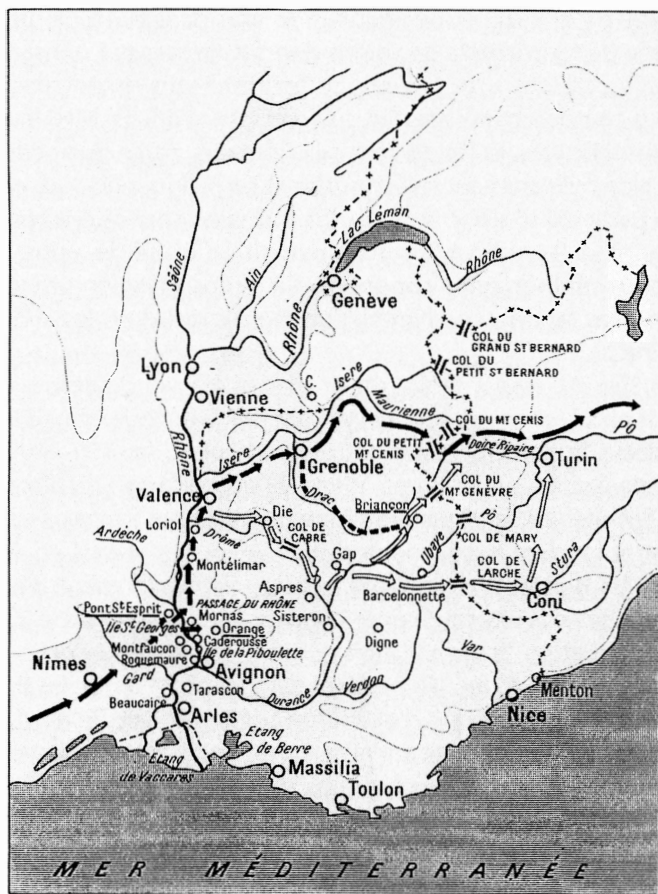 Saône
Ain
Lac Léman
Rhône
Genève
Rhône
COL DU
GRAND ST BERNARD
COL DU
PETIT ST BERNARD
Lyon
Vienne
C.
Isère
Maurienne
COL DU Mt CENIS
Rhône
Isère
COL DU PETIT
Mt CENIS
Grenoble
Doire Ripaire
Pô
Turin
Valence
Drac
Briançon
COL DU
Mt GENÈVRE
Loriol
Die
Drôme
COL DE
CABRE
Pô
Ardèche
Montélimar
Gap
Ubaye
COL DE MARY
COL DE
LARCHE
Stura
Aspres
Barcelonnette
Coni
Pont St Esprit
PASSAGE DU RHÔNE
Mornas
Sisteron
Ile St Georges
Orange
Caderousse
Digne
Montfaucon
Ile de la Piboulette
Roquemaure
Var
Nîmes
Avignon
Gard
Verdon
Menton
Tarascon
Durance
Beaucaire
Nice
Arles
Etang
de Berre
Etang
de Vaccarès
Massilia
Toulon
MER MÉDITERRANÉE